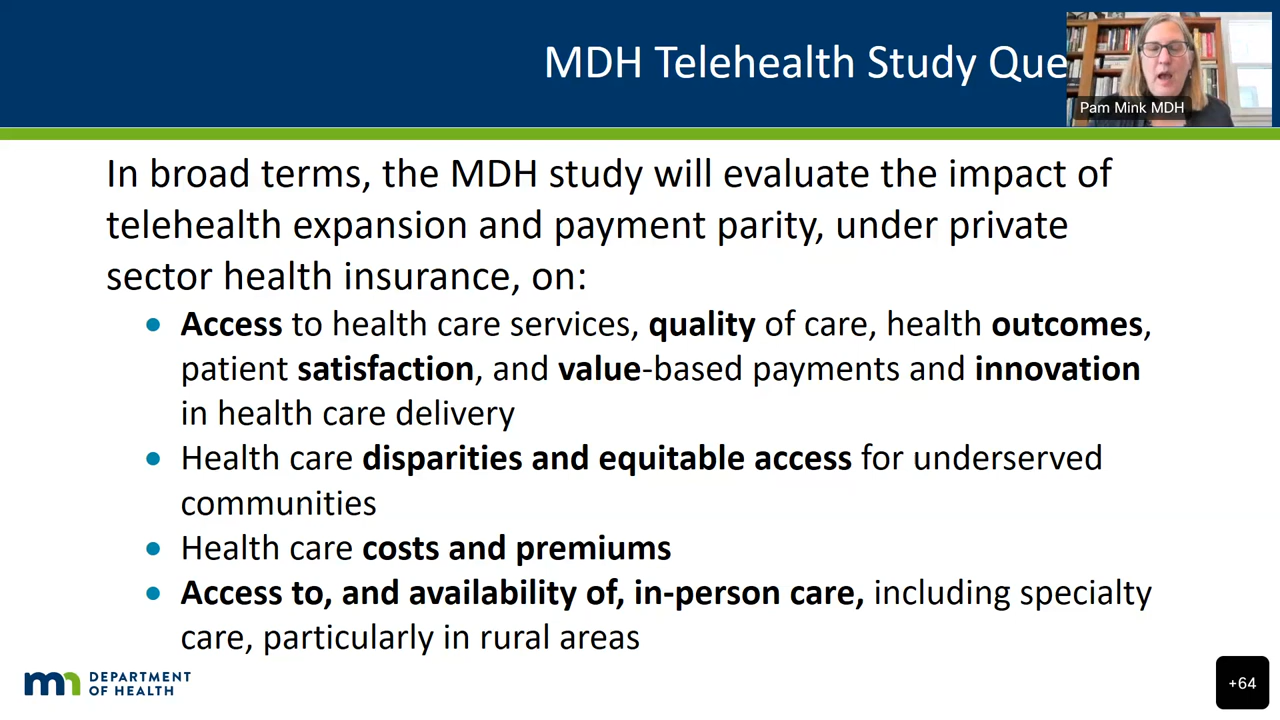 MDH Telehealth Study Que
Pam Mink MDH
In broad terms, the MDH study will evaluate the impact of
telehealth expansion and payment parity, under private
sector health insurance, on:
• Access to health care services, quality of care, health outcomes,
patient satisfaction, and value-based payments and innovation
in health care delivery
• Health care disparities and equitable access for underserved
communities
• Health care costs and premiums
• Access to, and availability of, in-person care, including specialty
care, particularly in rural areas
mn DEPARTMENT
OF HEALTH
+64